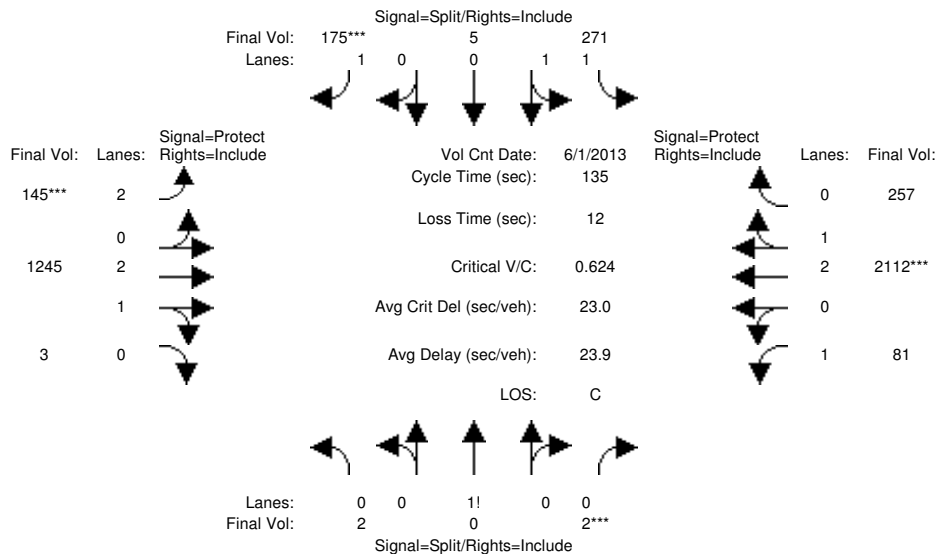 Signal=Split/Rights=Include
Final Vol: 175*** 5 271
Lanes: 1 0 0 1 1
Signal=Protect Signal=Protect
Final Vol: Lanes: Rights=Include Vol Cnt Date: 6/1/2013 Rights=Include Lanes: Final Vol:
Cycle Time (sec): 135
145*** 2 0 257
Loss Time (sec): 12
0 1
1245 2 Critical V/C: 0.624 2 2112***
1 Avg Crit Del (sec/veh): 23.0 0
3 0 Avg Delay (sec/veh): 23.9 1 81
LOS: C
Lanes: 0 0 1! 0 0
Final Vol: 2 0 2***
Signal=Split/Rights=Include